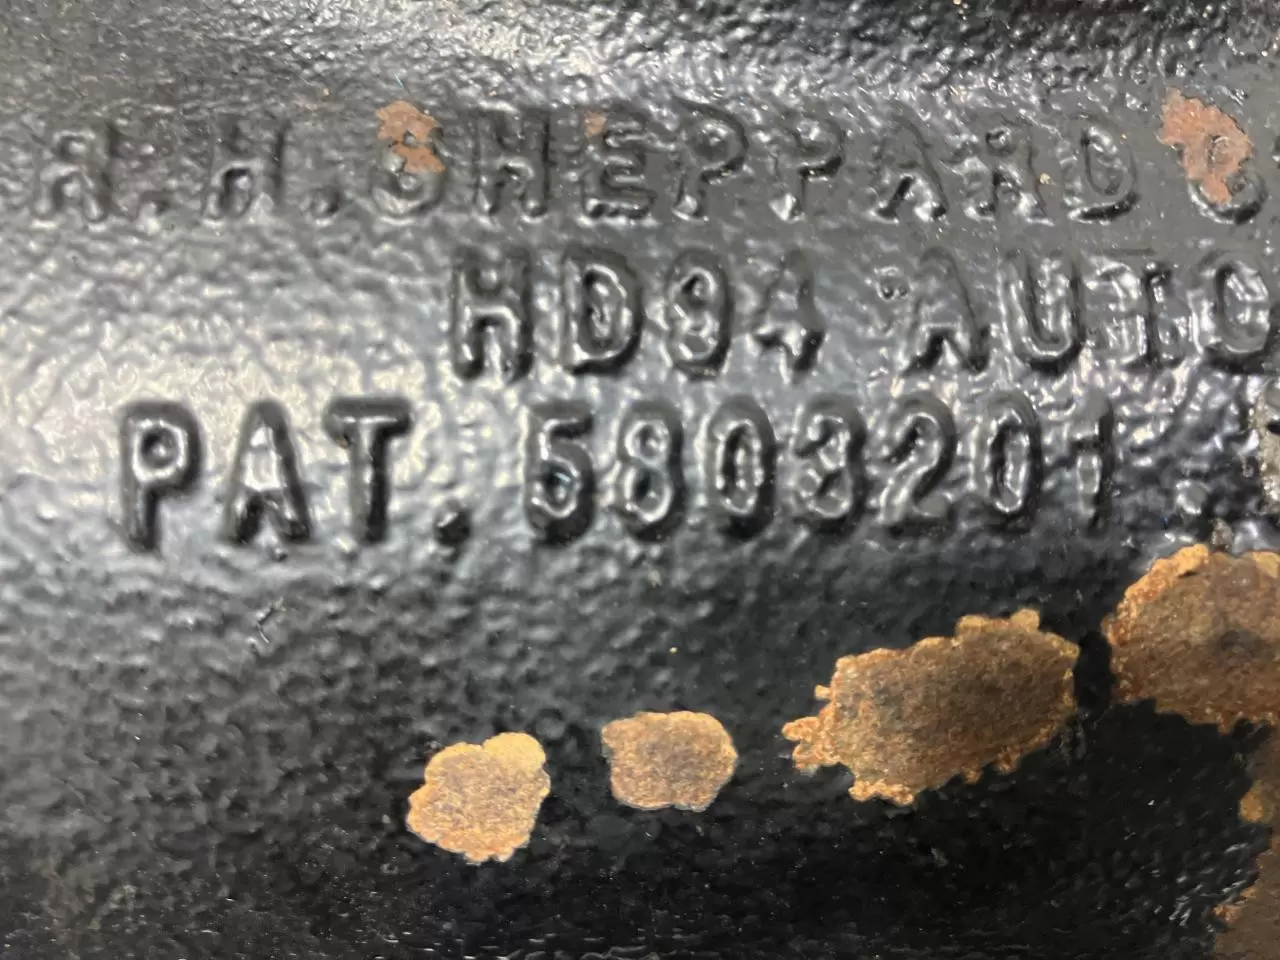 R.H.SHEPPARD C
HD94 AUTO
PAT. 5803201.